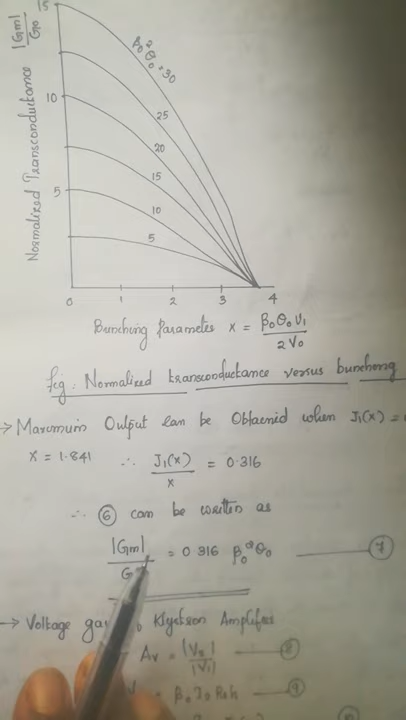 15
|Gm|
G0
Normalized Transconductance
β0²θ0=30
25
10
20
15
5
10
5
0 1 2 3 4
Bunching Parameter X = β0θ0V1
2V0
fig: Normalized transconductance versus bunching
→ Maximum Output can be Obtaenid when J1(x) =
X = 1.841 ∴ J1(x)
x
= 0.316
∴ ⑥ can be written as
|Gm|
= 0.316 β0²θ0 — ⑦
→ Voltage Klystron Amplifier
Av = |V2| — ⑧
|V1|
= β0 I2 Rsh — ⑨